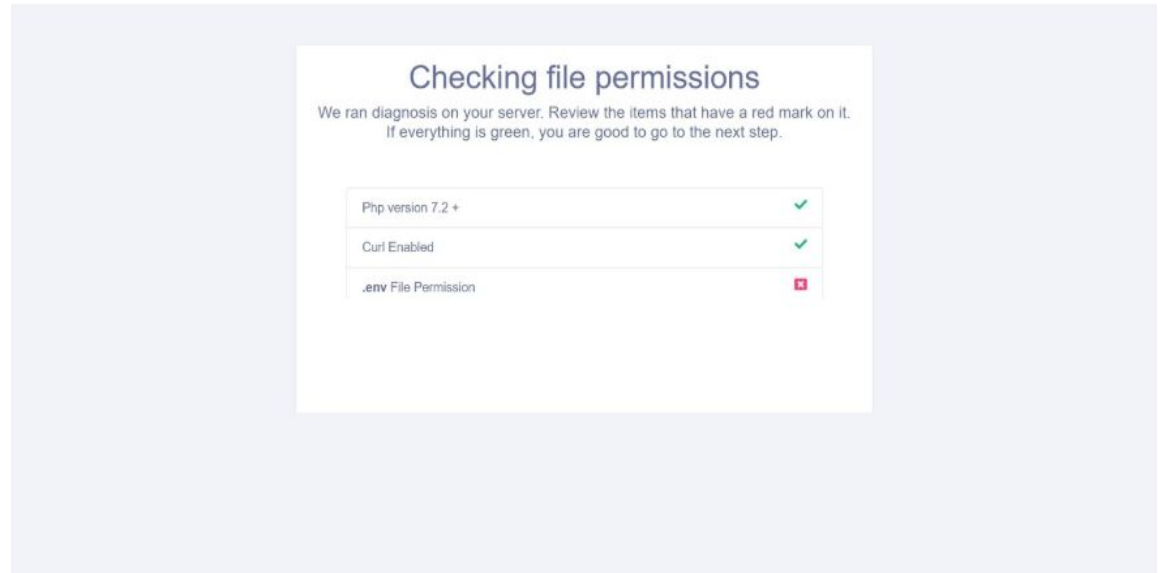 Checking file permissions
We ran diagnosis on your server. Review the items that have a red mark on it.
If everything is green, you are good to go to the next step.
Php version 7.2 +
Curl Enabled
.env File Permission